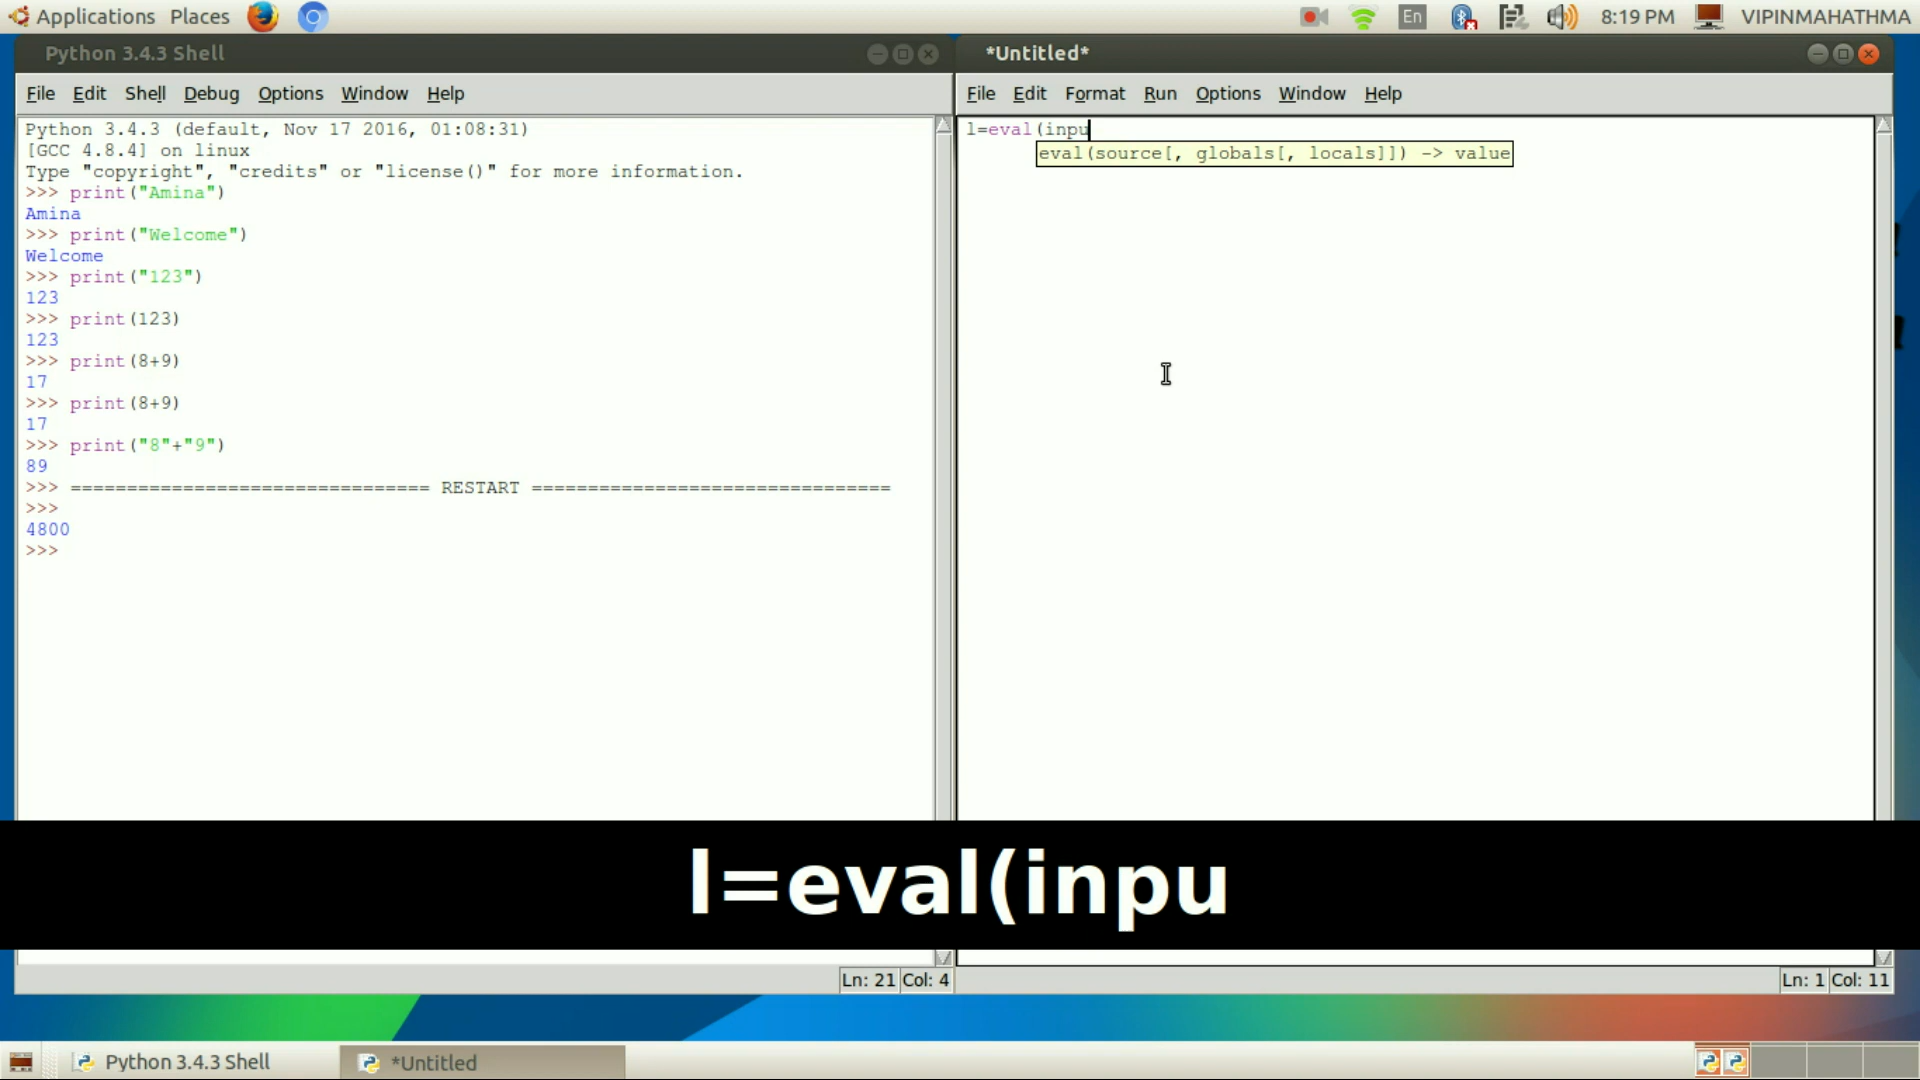 Applications Places En 8:19 PM VIPINMAHATHMA
Python 3.4.3 Shell
File Edit Shell Debug Options Window Help
Python 3.4.3 (default, Nov 17 2016, 01:08:31)
[GCC 4.8.4] on linux
Type "copyright", "credits" or "license()" for more information.
>>> print("Amina")
Amina
>>> print("Welcome")
Welcome
>>> print("123")
123
>>> print(123)
123
>>> print(8+9)
17
>>> print(8+9)
17
>>> print("8"+"9")
89
>>> ================================ RESTART ================================
>>>
4800
>>>
Ln: 21 Col: 4
*Untitled*
File Edit Format Run Options Window Help
l=eval(inpu
eval(source[, globals[, locals]]) -> value
l=eval(inpu
Ln: 1 Col: 11
Python 3.4.3 Shell *Untitled